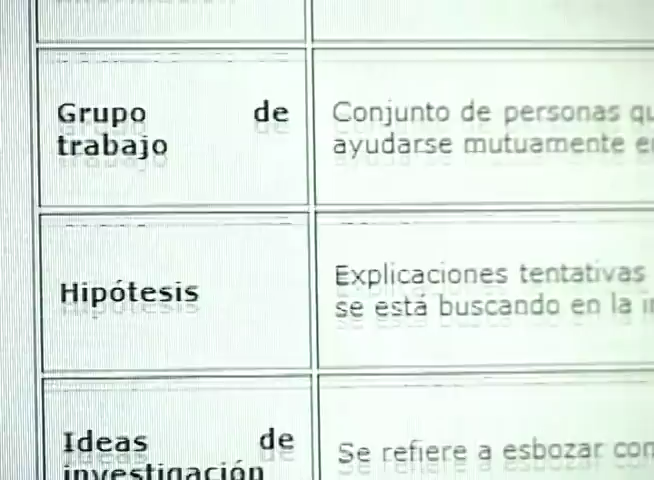 Grupo de
trabajo
Conjunto de personas
ayudarse mutuamente
Hipótesis
Explicaciones tentativas
se está buscando en la
Ideas de
investigación
Se refiere a esbozar